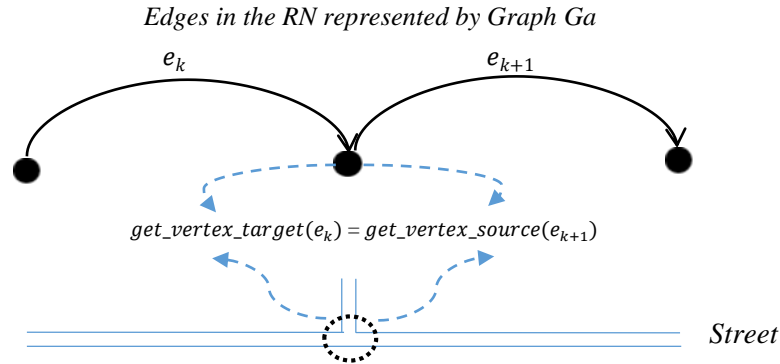 Edges in the RN represented by Graph Ga
e_k e_{k+1}
get_vertex_target(e_k) = get_vertex_source(e_{k+1})
Street